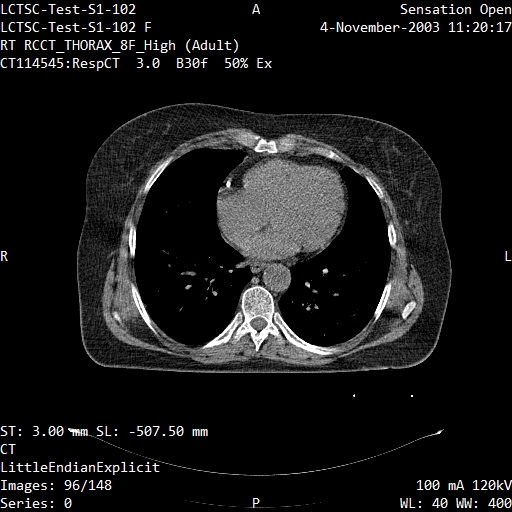 LCTSC-Test-S1-102 A Sensation Open
LCTSC-Test-S1-102 F 4-November-2003 11:20:17
RT RCCT_THORAX_8F_High (Adult)
CT114545:RespCT 3.0 B30f 50% Ex
R L
ST: 3.00 mm SL: -507.50 mm
CT
LittleEndianExplicit
Images: 96/148 100 mA 120kV
Series: 0 P WL: 40 WW: 400